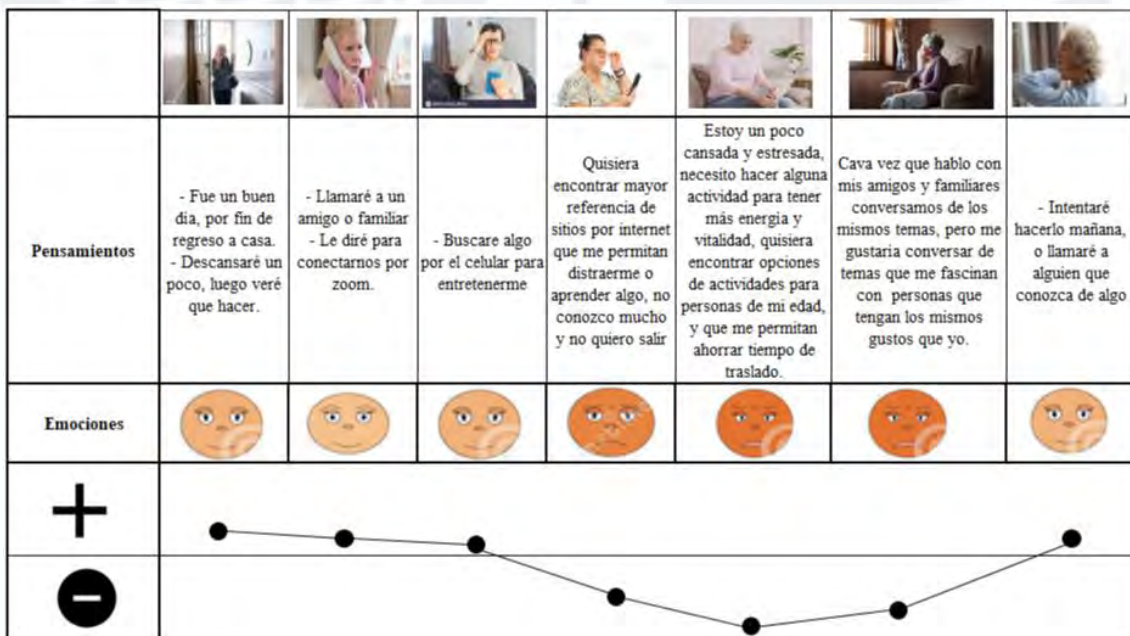 Pensamientos
- Fue un buen
día, por fin de
regreso a casa.
- Descansaré un
poco, luego veré
que hacer.
- Llamaré a un
amigo o familiar
- Le diré para
conectarnos por
zoom.
- Buscare algo
por el celular para
entretenerme
Quisiera
encontrar mayor
referencia de
sitios por internet
que me permitan
distraerme o
aprender algo, no
conozco mucho
y no quiero salir
Estoy un poco
cansada y estresada,
necesito hacer alguna
actividad para tener
más energía y
vitalidad, quisiera
encontrar opciones
de actividades para
personas de mi edad,
y que me permitan
ahorrar tiempo de
traslado.
Cava vez que hablo con
mis amigos y familiares
conversamos de los
mismos temas, pero me
gustaría conversar de
temas que me fascinan
con personas que
tengan los mismos
gustos que yo.
- Intentaré
hacerlo mañana,
o llamaré a
alguien que
conozca de algo
Emociones